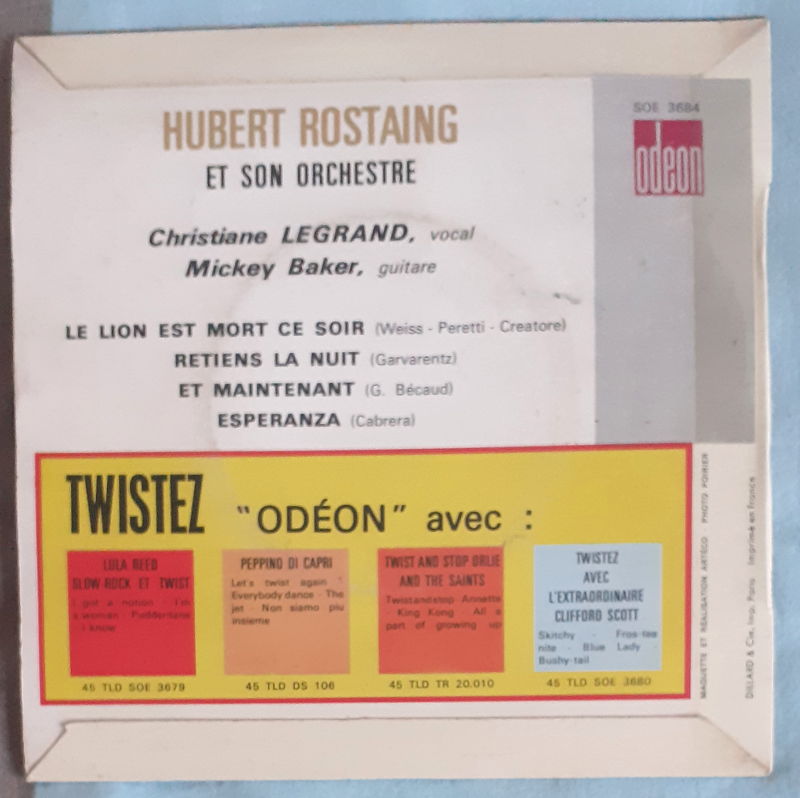 HUBERT ROSTAING
ET SON ORCHESTRE
SOE 3684
odeon
Christiane LEGRAND, vocal
Mickey Baker, guitare
LE LION EST MORT CE SOIR (Weiss - Peretti - Creatore)
RETIENS LA NUIT (Garvarentz)
ET MAINTENANT (G. Bécaud)
ESPERANZA (Cabrera)
TWISTEZ "ODÉON" avec :
LULA REED
SLOW-ROCK ET TWIST
I got a notion - I'm
a woman - Puddentane
- I know
45 TLD SOE 3679
PEPPINO DI CAPRI
Let's twist again -
Everybody dance - The
jet - Non siamo più
insieme
45 TLD DS 106
TWIST AND STOP ORLIE
AND THE SAINTS
Twistandstop Annette
- King Kong - All a
part of growing up
45 TLD TR 20.010
TWISTEZ
AVEC
L'EXTRAORDINAIRE
CLIFFORD SCOTT
Skitchy - Fros-tee
nite - Blue Lady -
Bushy-tail
45 TLD SOE 3680
MAQUETTE ET RÉALISATION ARTECO - PHOTO POIRIER
DILLARD & Cie, Imp. Paris Imprimé en France